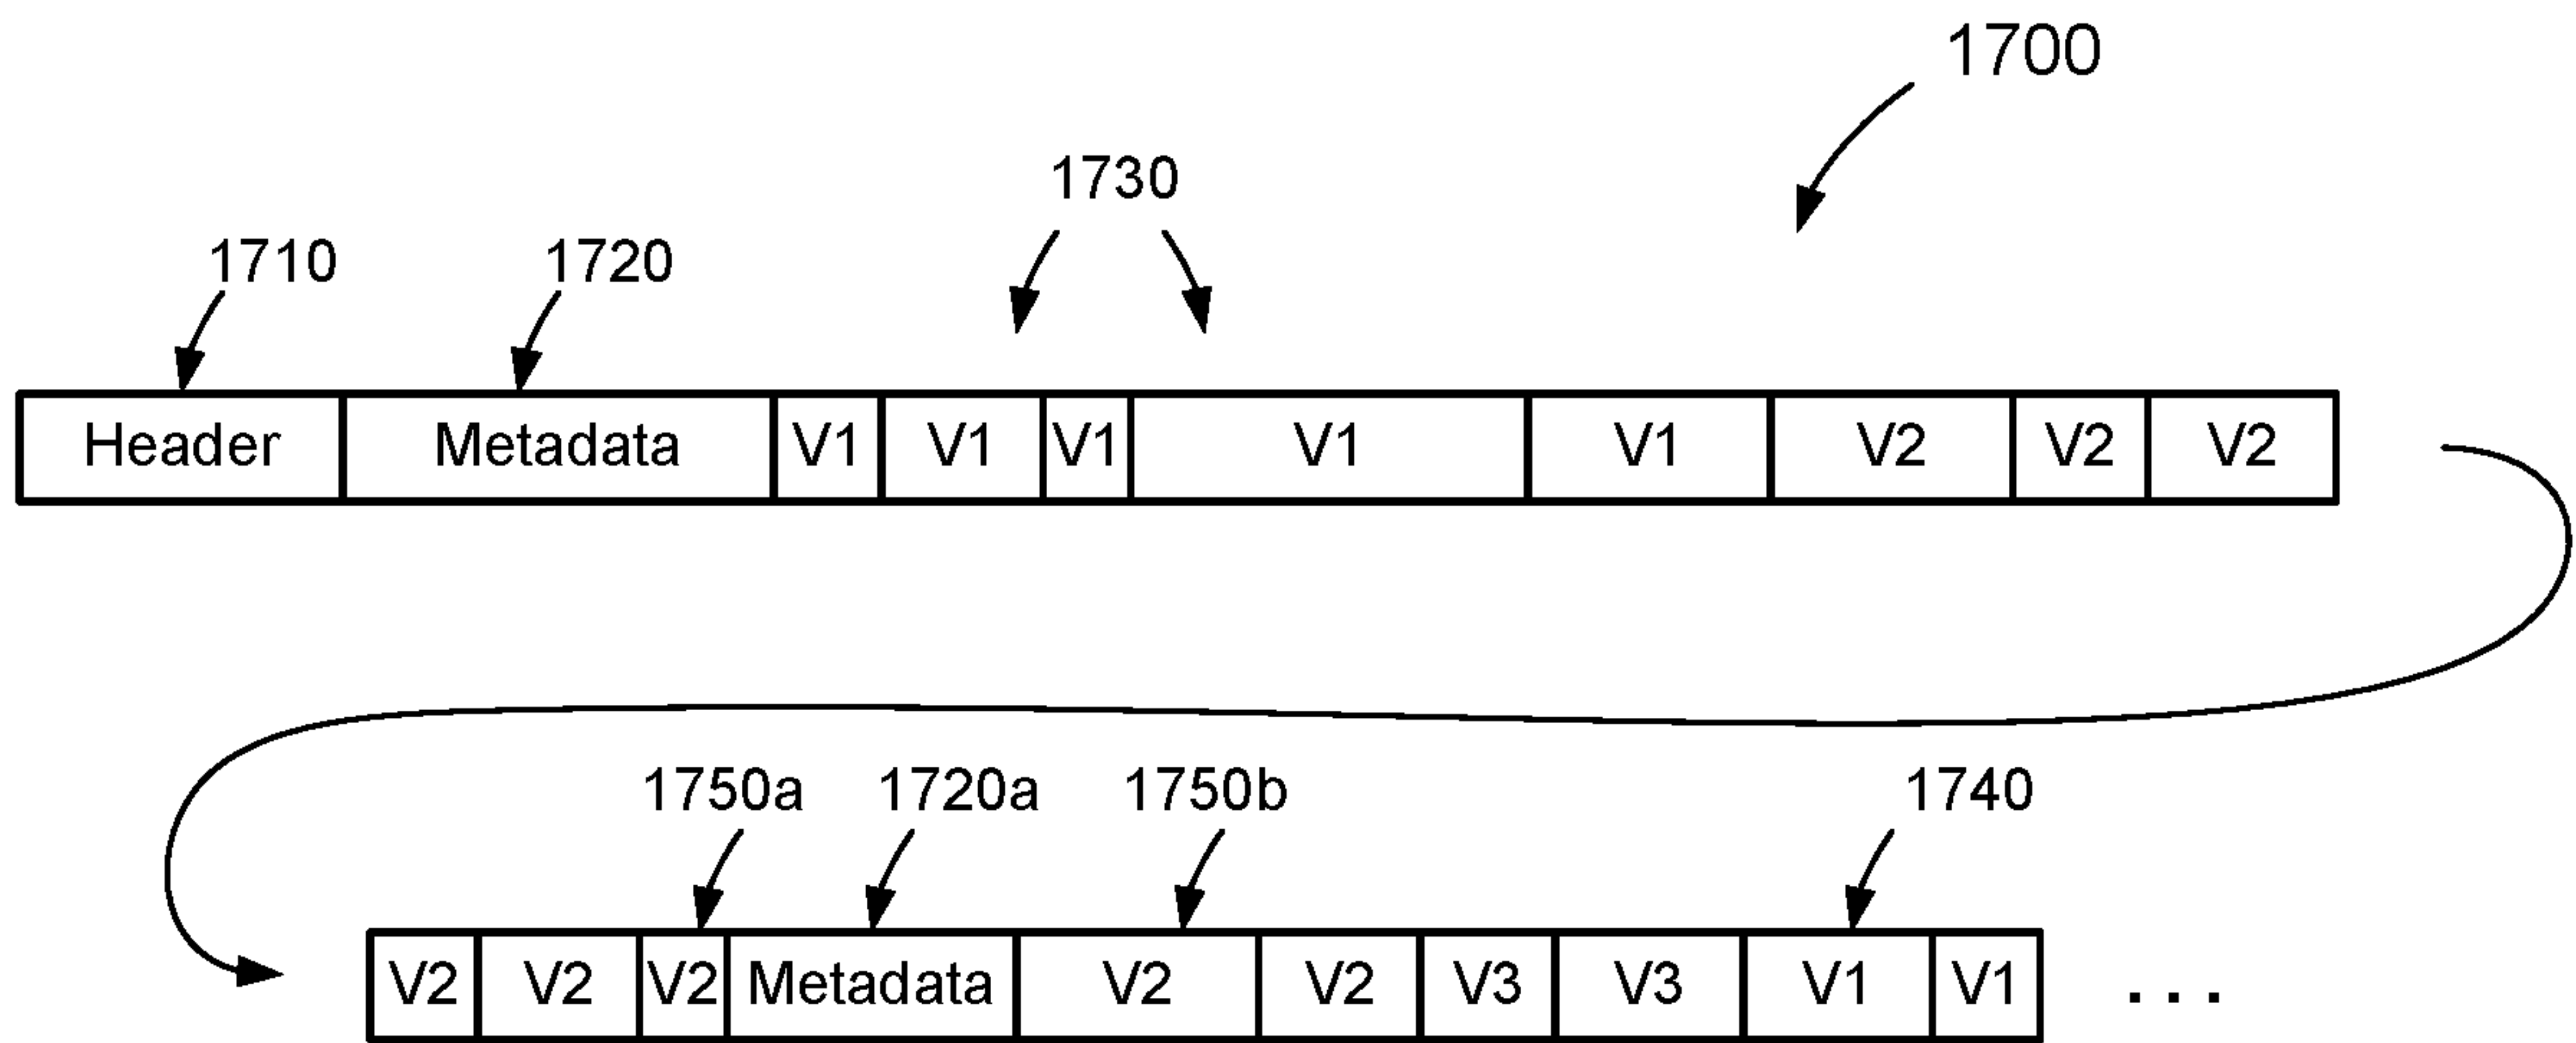 1700
1730
1710 1720
Header Metadata V1 V1 V1 V1 V1 V2 V2 V2
1750a 1720a 1750b 1740
V2 V2 V2 Metadata V2 V2 V3 V3 V1 V1 ...